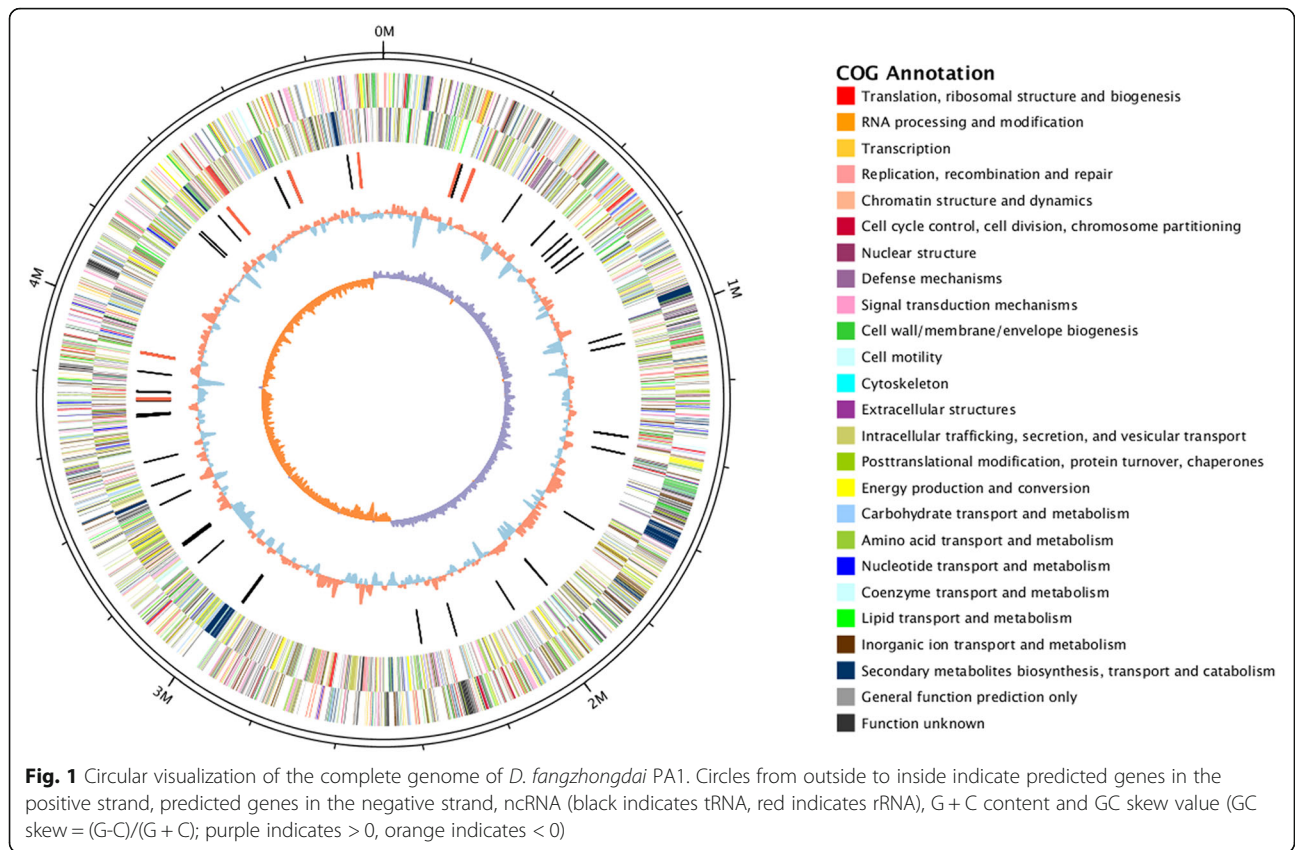 0M
1M
2M
3M
4M
COG Annotation
Translation, ribosomal structure and biogenesis
RNA processing and modification
Transcription
Replication, recombination and repair
Chromatin structure and dynamics
Cell cycle control, cell division, chromosome partitioning
Nuclear structure
Defense mechanisms
Signal transduction mechanisms
Cell wall/membrane/envelope biogenesis
Cell motility
Cytoskeleton
Extracellular structures
Intracellular trafficking, secretion, and vesicular transport
Posttranslational modification, protein turnover, chaperones
Energy production and conversion
Carbohydrate transport and metabolism
Amino acid transport and metabolism
Nucleotide transport and metabolism
Coenzyme transport and metabolism
Lipid transport and metabolism
Inorganic ion transport and metabolism
Secondary metabolites biosynthesis, transport and catabolism
General function prediction only
Function unknown
Fig. 1 Circular visualization of the complete genome of D. fangzhongdai PA1. Circles from outside to inside indicate predicted genes in the
positive strand, predicted genes in the negative strand, ncRNA (black indicates tRNA, red indicates rRNA), G + C content and GC skew value (GC
skew = (G-C)/(G + C); purple indicates > 0, orange indicates < 0)